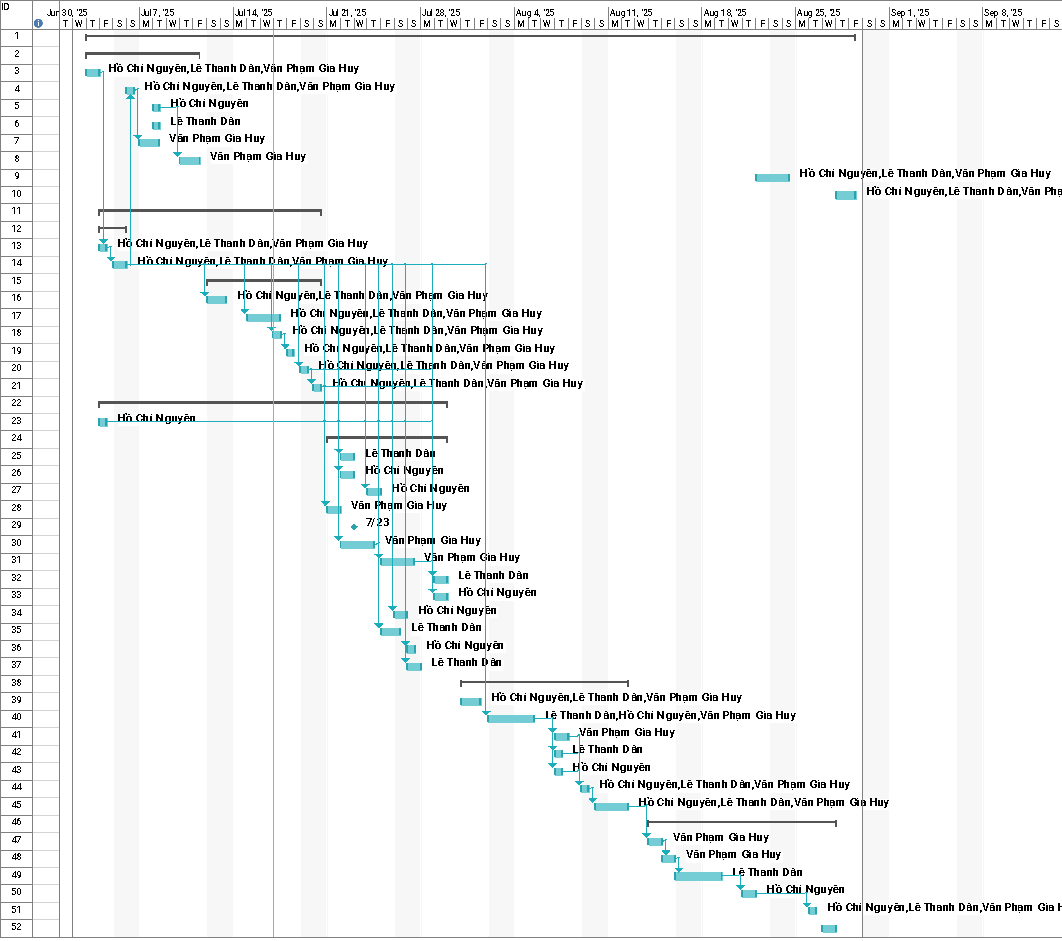 ID
Jun 30, '25 Jul 7, '25 Jul 14, '25 Jul 21, '25 Jul 28, '25 Aug 4, '25 Aug 11, '25 Aug 18, '25 Aug 25, '25 Sep 1, '25 Sep 8, '25
T W T F S S M T W T F S S M T W T F S S M T W T F S S M T W T F S S M T W T F S S M T W T F S S M T W T F S S M T W T F S S M T W T F S S M T W T F S
1
2
3 Hồ Chí Nguyên,Lê Thanh Dân,Văn Phạm Gia Huy
4 Hồ Chí Nguyên,Lê Thanh Dân,Văn Phạm Gia Huy
5 Hồ Chí Nguyên
6 Lê Thanh Dân
7 Văn Phạm Gia Huy
8 Văn Phạm Gia Huy
9 Hồ Chí Nguyên,Lê Thanh Dân,Văn Phạm Gia Huy
10 Hồ Chí Nguyên,Lê Thanh Dân,Văn Phạ
11
12
13 Hồ Chí Nguyên,Lê Thanh Dân,Văn Phạm Gia Huy
14 Hồ Chí Nguyên,Lê Thanh Dân,Văn Phạm Gia Huy
15
16 Hồ Chí Nguyên,Lê Thanh Dân,Văn Phạm Gia Huy
17 Hồ Chí Nguyên,Lê Thanh Dân,Văn Phạm Gia Huy
18 Hồ Chí Nguyên,Lê Thanh Dân,Văn Phạm Gia Huy
19 Hồ Chí Nguyên,Lê Thanh Dân,Văn Phạm Gia Huy
20 Hồ Chí Nguyên,Lê Thanh Dân,Văn Phạm Gia Huy
21 Hồ Chí Nguyên,Lê Thanh Dân,Văn Phạm Gia Huy
22
23 Hồ Chí Nguyên
24
25 Lê Thanh Dân
26 Hồ Chí Nguyên
27 Hồ Chí Nguyên
28 Văn Phạm Gia Huy
29 7/23
30 Văn Phạm Gia Huy
31 Văn Phạm Gia Huy
32 Lê Thanh Dân
33 Hồ Chí Nguyên
34 Hồ Chí Nguyên
35 Lê Thanh Dân
36 Hồ Chí Nguyên
37 Lê Thanh Dân
38
39 Hồ Chí Nguyên,Lê Thanh Dân,Văn Phạm Gia Huy
40 Lê Thanh Dân,Hồ Chí Nguyên,Văn Phạm Gia Huy
41 Văn Phạm Gia Huy
42 Lê Thanh Dân
43 Hồ Chí Nguyên
44 Hồ Chí Nguyên,Lê Thanh Dân,Văn Phạm Gia Huy
45 Hồ Chí Nguyên,Lê Thanh Dân,Văn Phạm Gia Huy
46
47 Văn Phạm Gia Huy
48 Văn Phạm Gia Huy
49 Lê Thanh Dân
50 Hồ Chí Nguyên
51 Hồ Chí Nguyên,Lê Thanh Dân,Văn Phạm Gia H
52